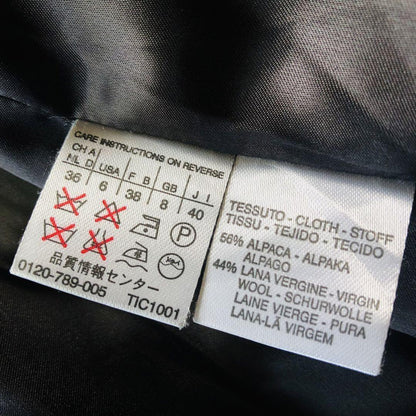 CARE INSTRUCTIONS ON REVERSE
CH A
NL D USA F B GB J I
36 6 38 8 40
P
品質情報センター
0120-789-005 TIC1001
TESSUTO - CLOTH - STOFF
TISSU - TEJIDO - TECIDO
56% ALPACA - ALPAKA
ALPAGO
44% LANA VERGINE - VIRGIN
WOOL - SCHURWOLLE
LAINE VIERGE - PURA
LANA-LÃ VIRGEM